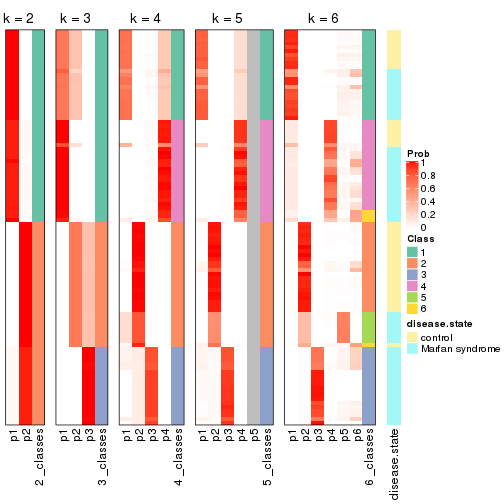 k = 2
k = 3
k = 4
k = 5
k = 6
Prob
1
0.8
0.6
0.4
0.2
0
Class
1
2
3
4
5
6
disease.state
control
Marfan syndrome
p1
p2
2_classes
p1
p2
p3
3_classes
p1
p2
p3
p4
4_classes
p1
p2
p3
p4
p5
5_classes
p1
p2
p3
p4
p5
p6
6_classes
disease.state